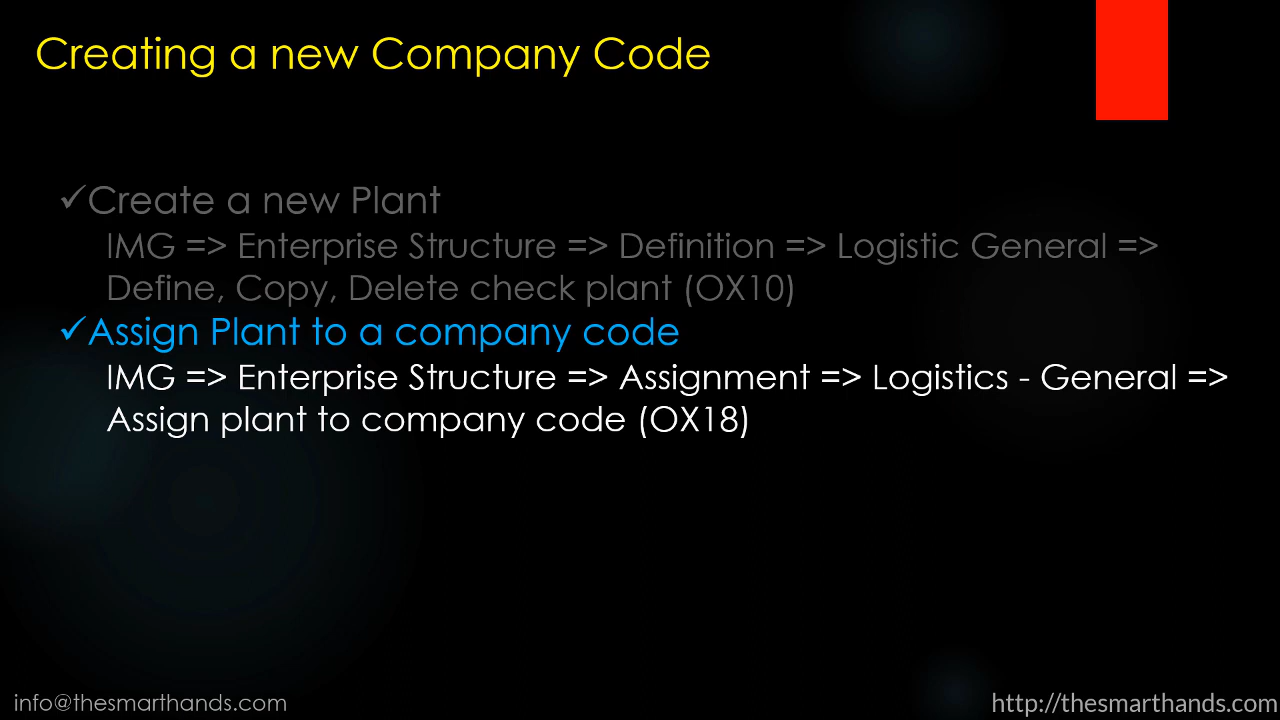 Creating a new Company Code
✓Create a new Plant
IMG => Enterprise Structure => Definition => Logistic General =>
Define, Copy, Delete check plant (OX10)
✓Assign Plant to a company code
IMG => Enterprise Structure => Assignment => Logistics - General =>
Assign plant to company code (OX18)
info@thesmarthands.com
http://thesmarthands.com